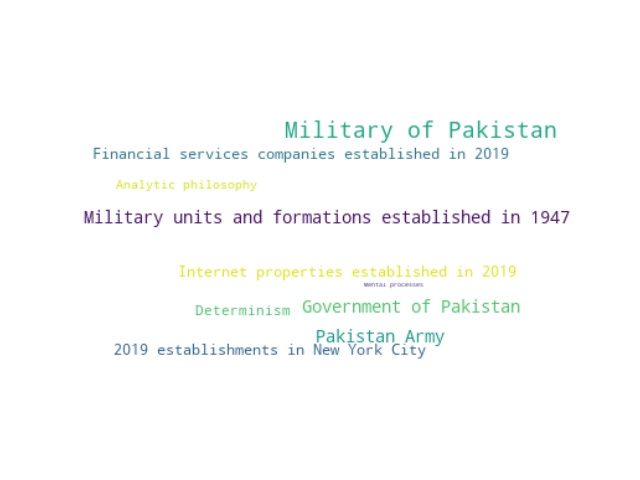 Military of Pakistan
Financial services companies established in 2019
Analytic philosophy
Military units and formations established in 1947
Internet properties established in 2019
Mental processes
Determinism
Government of Pakistan
Pakistan Army
2019 establishments in New York City